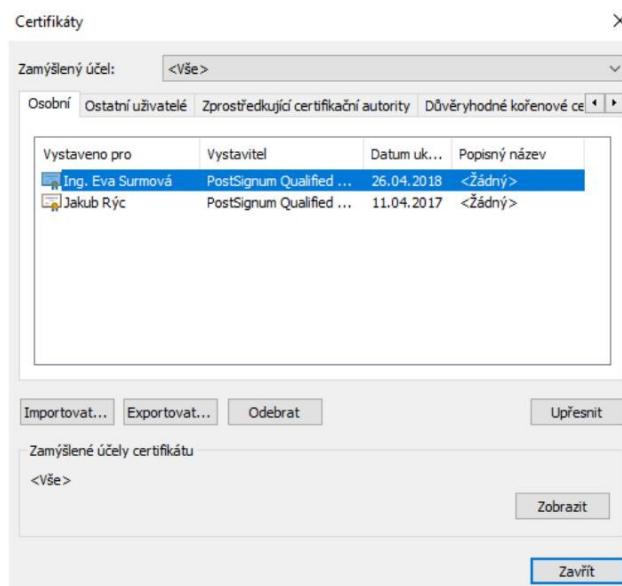 Certifikáty
Zamýšlený účel: <Vše>
Osobní Ostatní uživatelé Zprostředkující certifikační autority Důvěryhodné kořenové ce
Vystaveno pro Vystavitel Datum uk... Popisný název
Ing. Eva Surmová PostSignum Qualified ... 26.04.2018 <Žádný>
Jakub Rýc PostSignum Qualified ... 11.04.2017 <Žádný>
Importovat... Exportovat... Odebrat Upřesnit
Zamýšlené účely certifikátu
<Vše>
Zobrazit
Zavřít